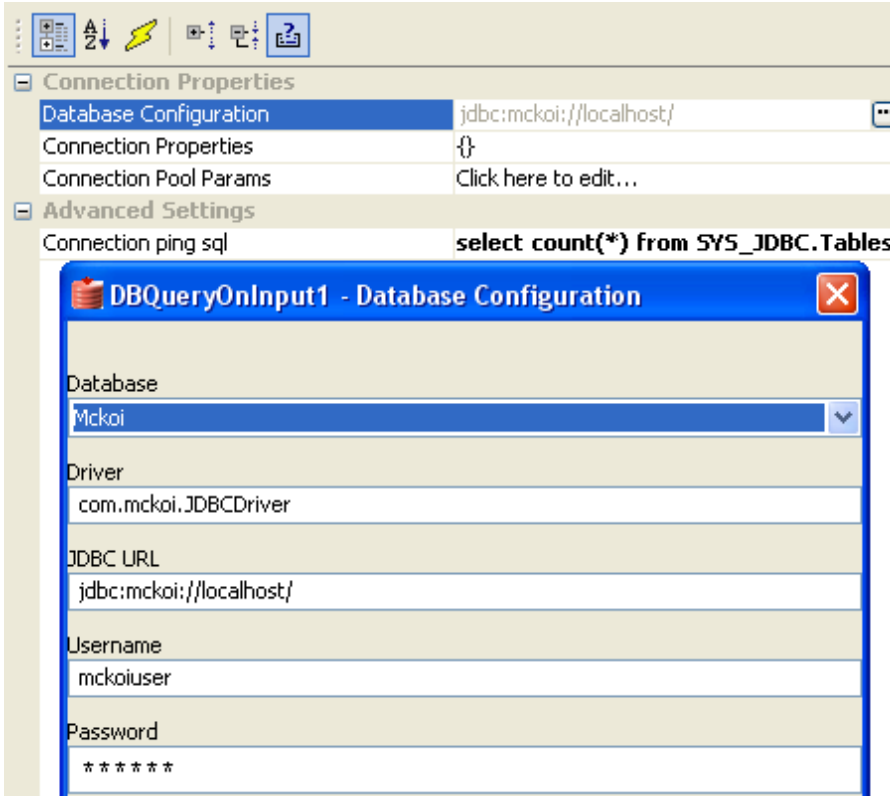 Connection Properties
Database Configuration jdbc:mckoi://localhost/
Connection Properties {}
Connection Pool Params Click here to edit...
Advanced Settings
Connection ping sql select count(*) from SYS_JDBC.Tables
DBQueryOnInput1 - Database Configuration
Database
Mckoi
Driver
com.mckoi.JDBCDriver
JDBC URL
jdbc:mckoi://localhost/
Username
mckoiuser
Password
******